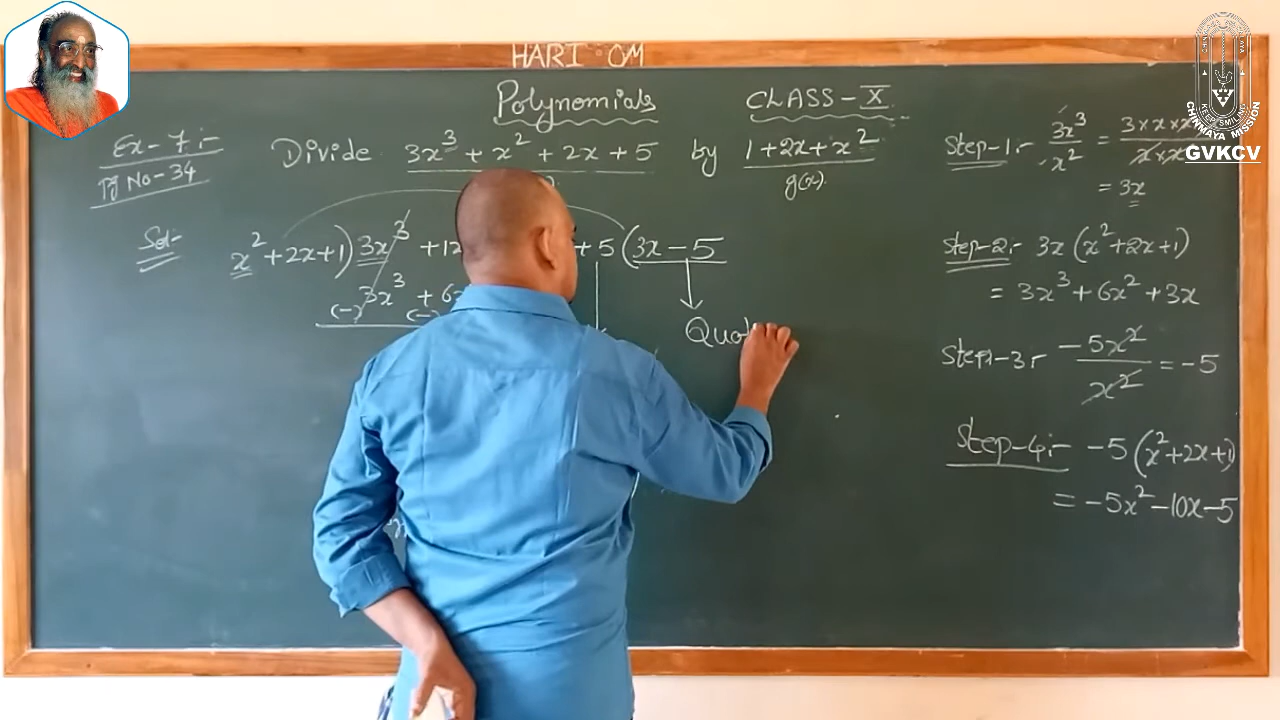 HARI OM
Polynomials CLASS - X
Ex-7:-
Pg No-34
Divide 3x³ + x² + 2x + 5 by 1+2x+x²
g(x).
Sol-
x²+2x+1) 3x³ +1 + 5 (3x - 5
(-) 3x³ + 6x
(-)
Quot
Step-1:- 3x³/x² = 3×x×x
= 3x
Step-2:- 3x(x²+2x+1)
= 3x³+6x²+3x
Step-3:- -5x²/x² = -5
Step-4:- -5(x²+2x+1)
= -5x²-10x-5
KEEP SMILING
CHINMAYA MISSION
GVKCV